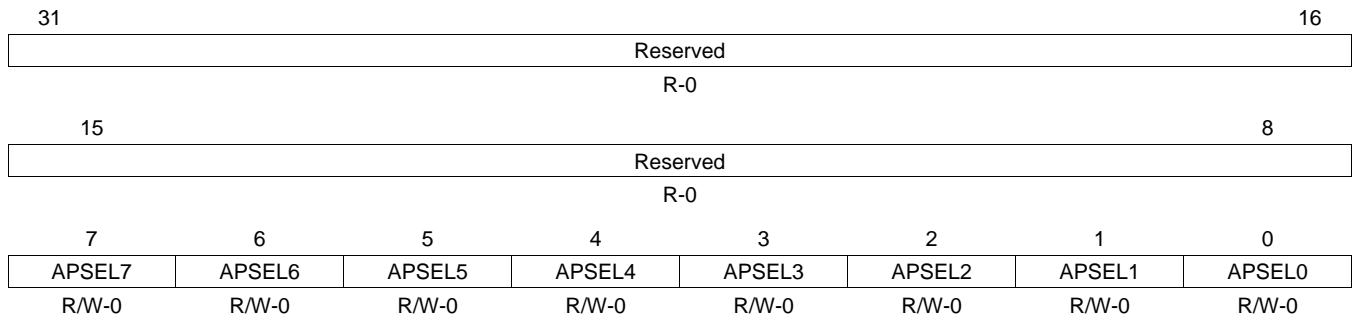 31 16
Reserved
R-0
15 8
Reserved
R-0
7 6 5 4 3 2 1 0
APSEL7 APSEL6 APSEL5 APSEL4 APSEL3 APSEL2 APSEL1 APSEL0
R/W-0 R/W-0 R/W-0 R/W-0 R/W-0 R/W-0 R/W-0 R/W-0